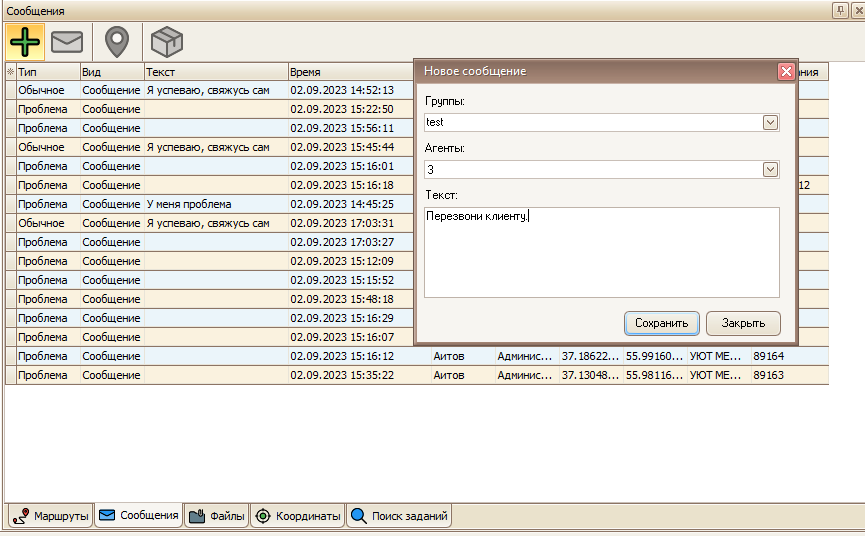 Сообщения
Тип Вид Текст Время ания
Новое сообщение
Группы:
test
Агенты:
3
Текст:
Перезвони клиенту.
Сохранить Закрыть
Обычное Сообщение Я успеваю, свяжусь сам 02.09.2023 14:52:13
Проблема Сообщение 02.09.2023 15:22:50
Проблема Сообщение 02.09.2023 15:56:11
Обычное Сообщение Я успеваю, свяжусь сам 02.09.2023 15:45:44
Проблема Сообщение 02.09.2023 15:16:01
Проблема Сообщение 02.09.2023 15:16:18 12
Проблема Сообщение У меня проблема 02.09.2023 14:45:25
Обычное Сообщение Я успеваю, свяжусь сам 02.09.2023 17:03:31
Проблема Сообщение 02.09.2023 17:03:27
Проблема Сообщение 02.09.2023 15:12:09
Проблема Сообщение 02.09.2023 15:15:52
Проблема Сообщение 02.09.2023 15:48:18
Проблема Сообщение 02.09.2023 15:16:29
Проблема Сообщение 02.09.2023 15:16:07
Проблема Сообщение 02.09.2023 15:16:12 Аитов Админис... 37.18622... 55.99160... УЮТ МЕ... 89164
Проблема Сообщение 02.09.2023 15:35:22 Аитов Админис... 37.13048... 55.98116... УЮТ МЕ... 89163
Маршруты Сообщения Файлы Координаты Поиск заданий